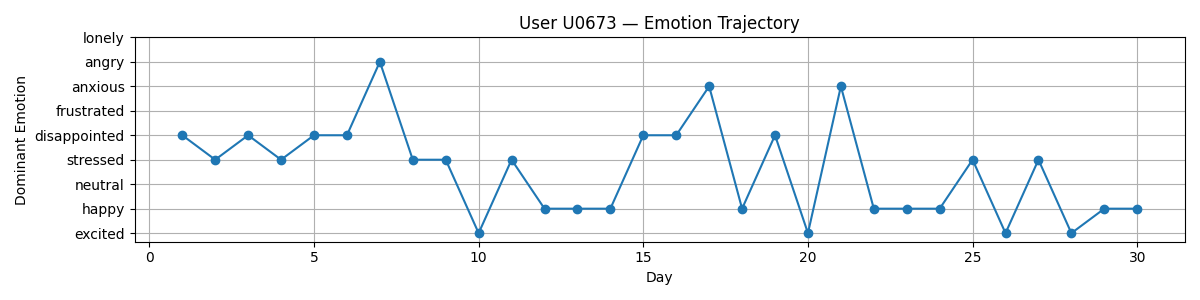 User U0673 — Emotion Trajectory
lonely
angry
anxious
frustrated
disappointed
stressed
neutral
happy
excited
Dominant Emotion
0 5 10 15 20 25 30
Day